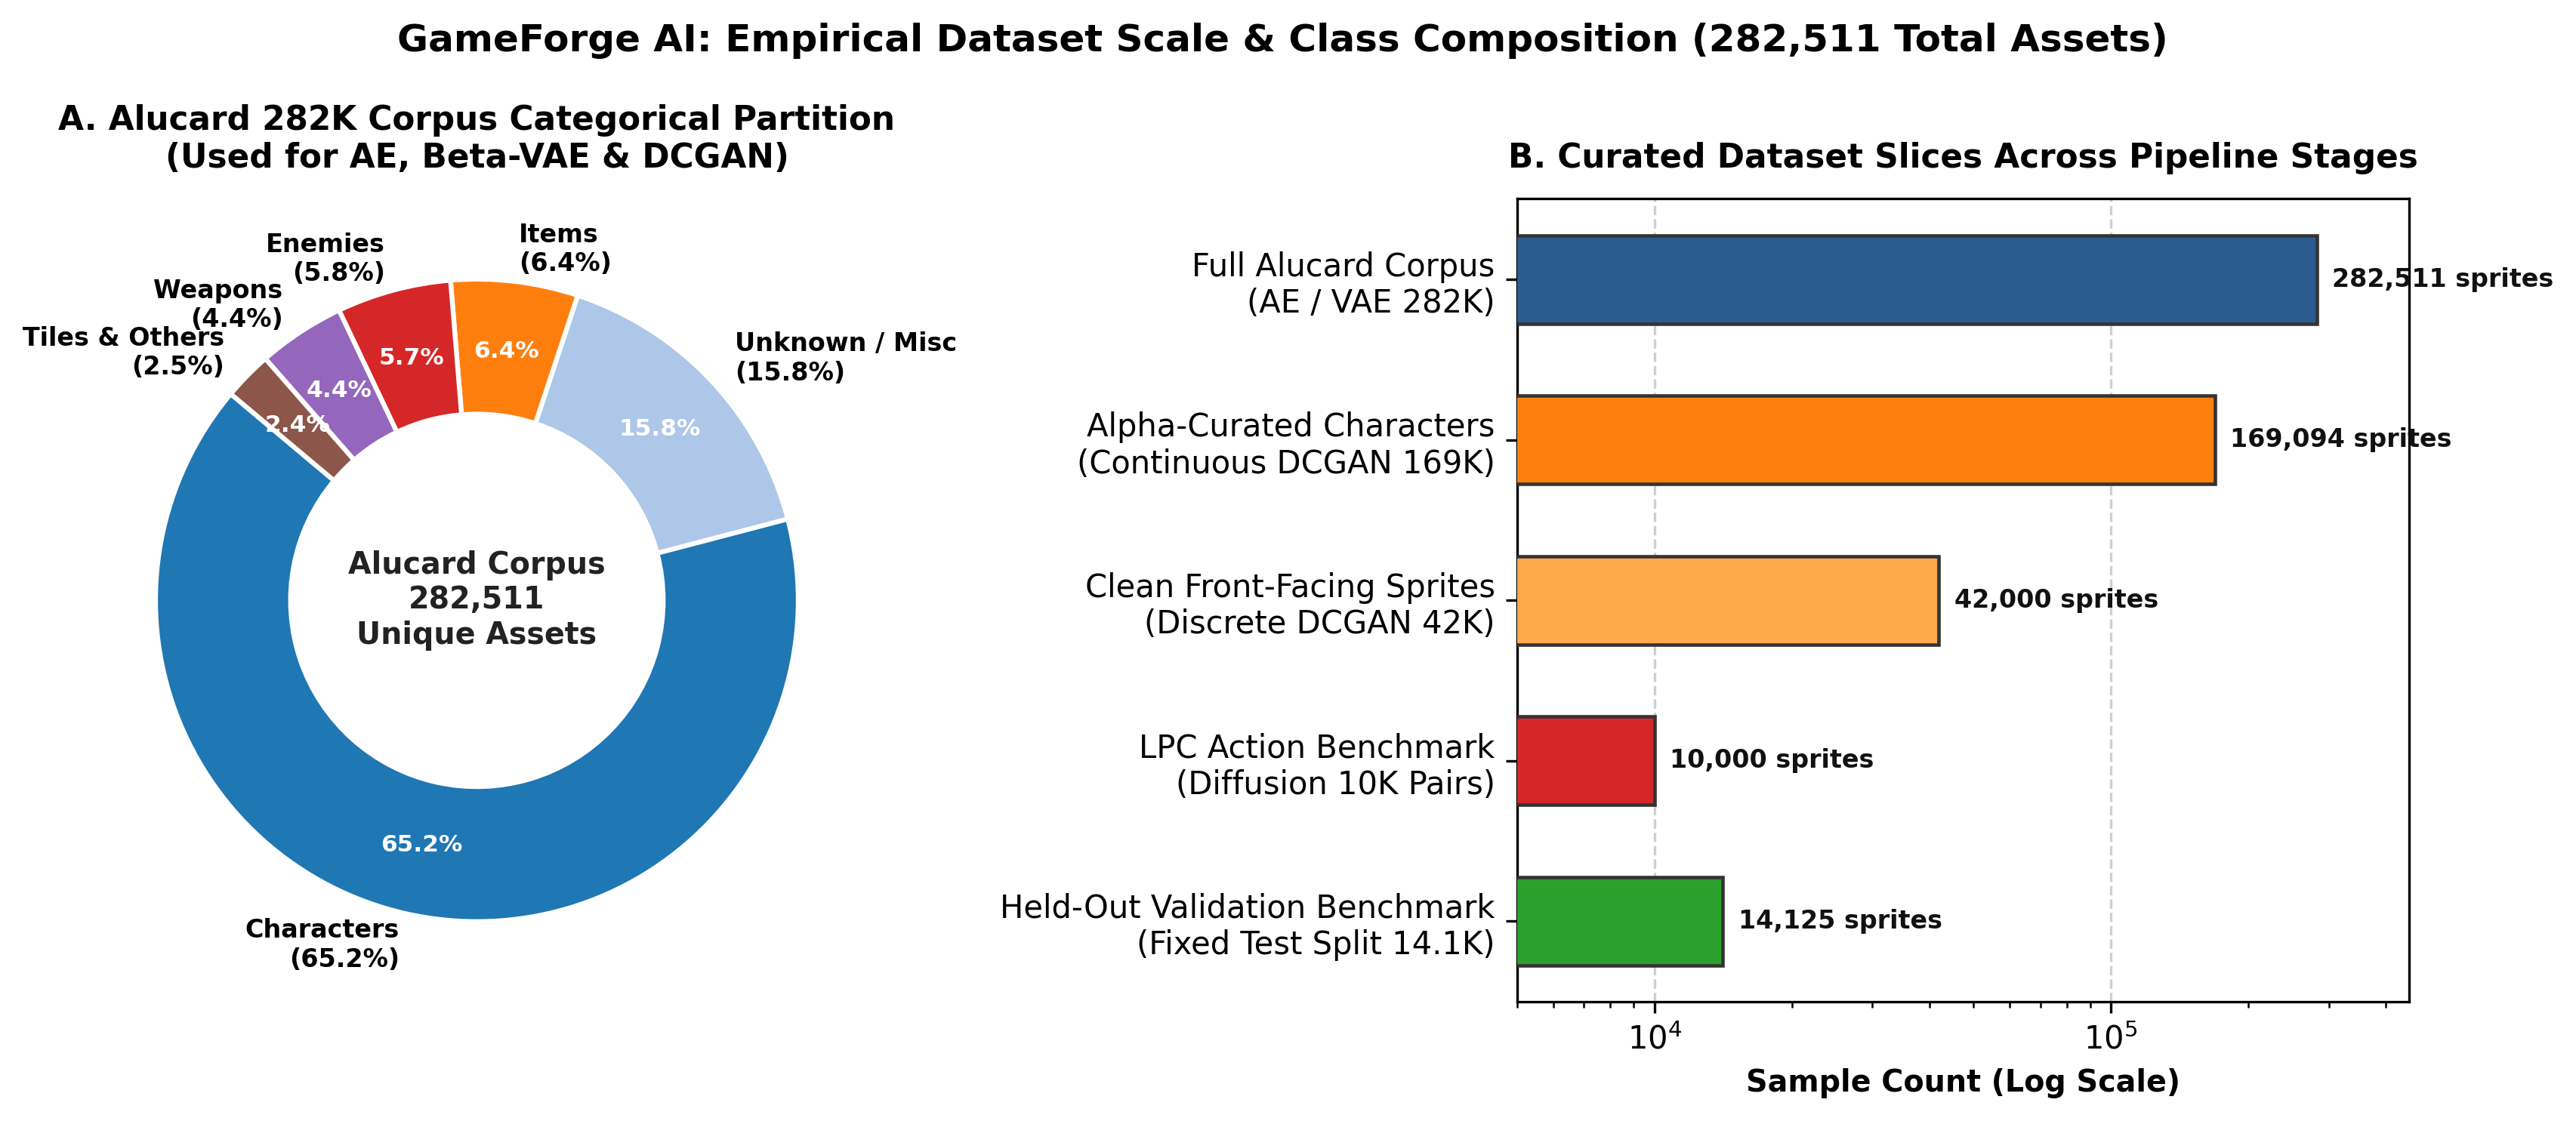 GameForge AI: Empirical Dataset Scale & Class Composition (282,511 Total Assets)
A. Alucard 282K Corpus Categorical Partition
(Used for AE, Beta-VAE & DCGAN)
Items
(6.4%)
Enemies
(5.8%)
Weapons
(4.4%)
Tiles & Others
(2.5%)
Unknown / Misc
(15.8%)
6.4%
5.7%
4.4%
2.4%
15.8%
Alucard Corpus
282,511
Unique Assets
65.2%
Characters
(65.2%)
B. Curated Dataset Slices Across Pipeline Stages
Full Alucard Corpus
(AE / VAE 282K)
282,511 sprites
Alpha-Curated Characters
(Continuous DCGAN 169K)
169,094 sprites
Clean Front-Facing Sprites
(Discrete DCGAN 42K)
42,000 sprites
LPC Action Benchmark
(Diffusion 10K Pairs)
10,000 sprites
Held-Out Validation Benchmark
(Fixed Test Split 14.1K)
14,125 sprites
10⁴ 10⁵
Sample Count (Log Scale)